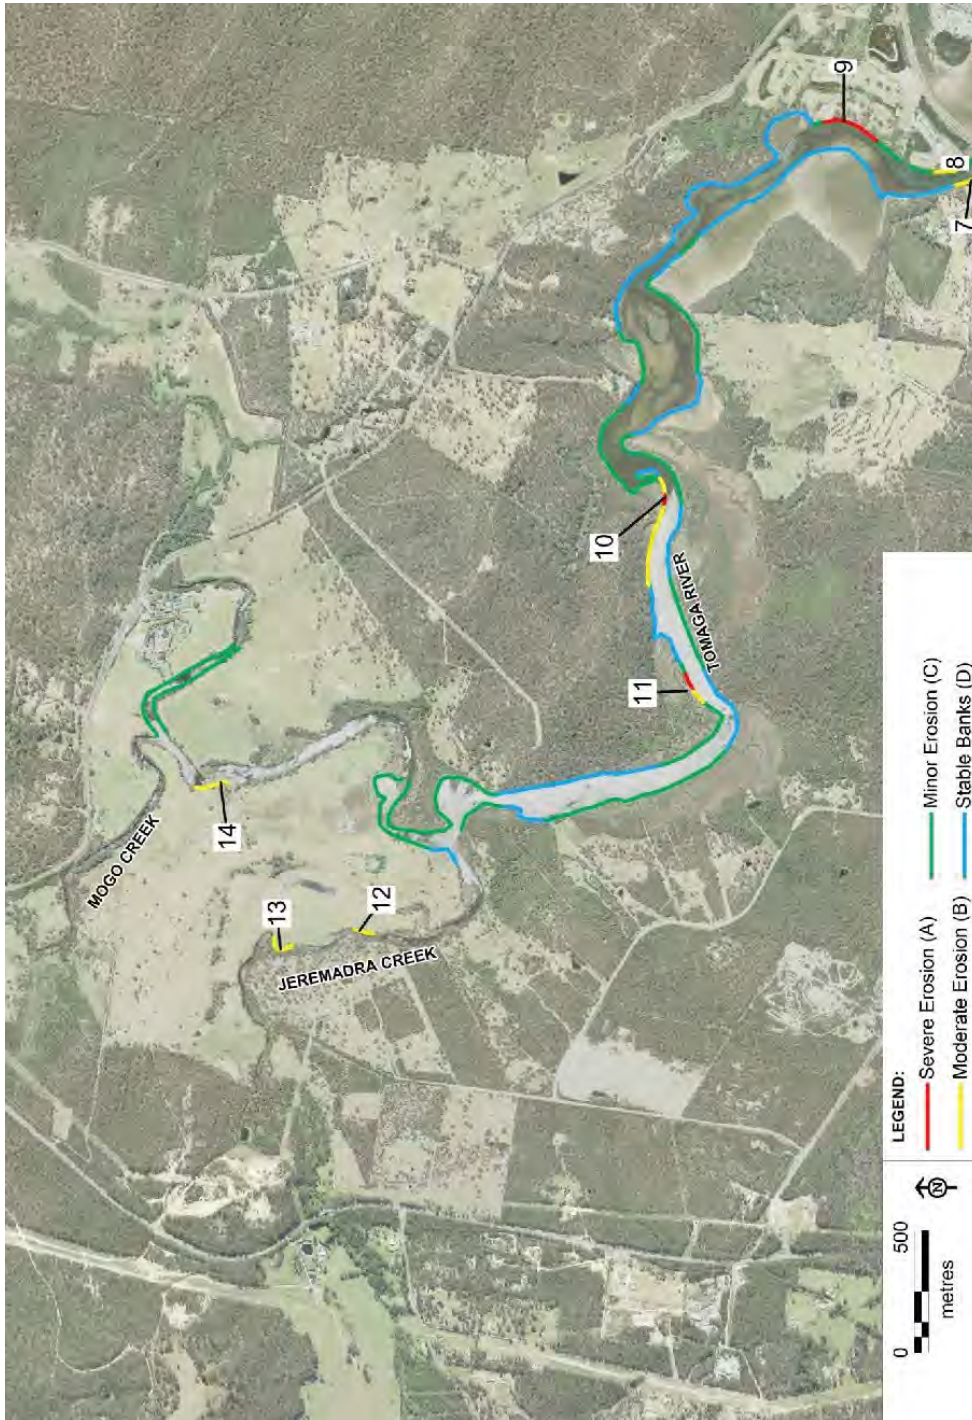 MOGO CREEK
14
13
12
JEREMADRA CREEK
11
10
TOMAGA RIVER
9
8
7
LEGEND:
Severe Erosion (A)
Minor Erosion (C)
Moderate Erosion (B)
Stable Banks (D)
0 500
metres
N